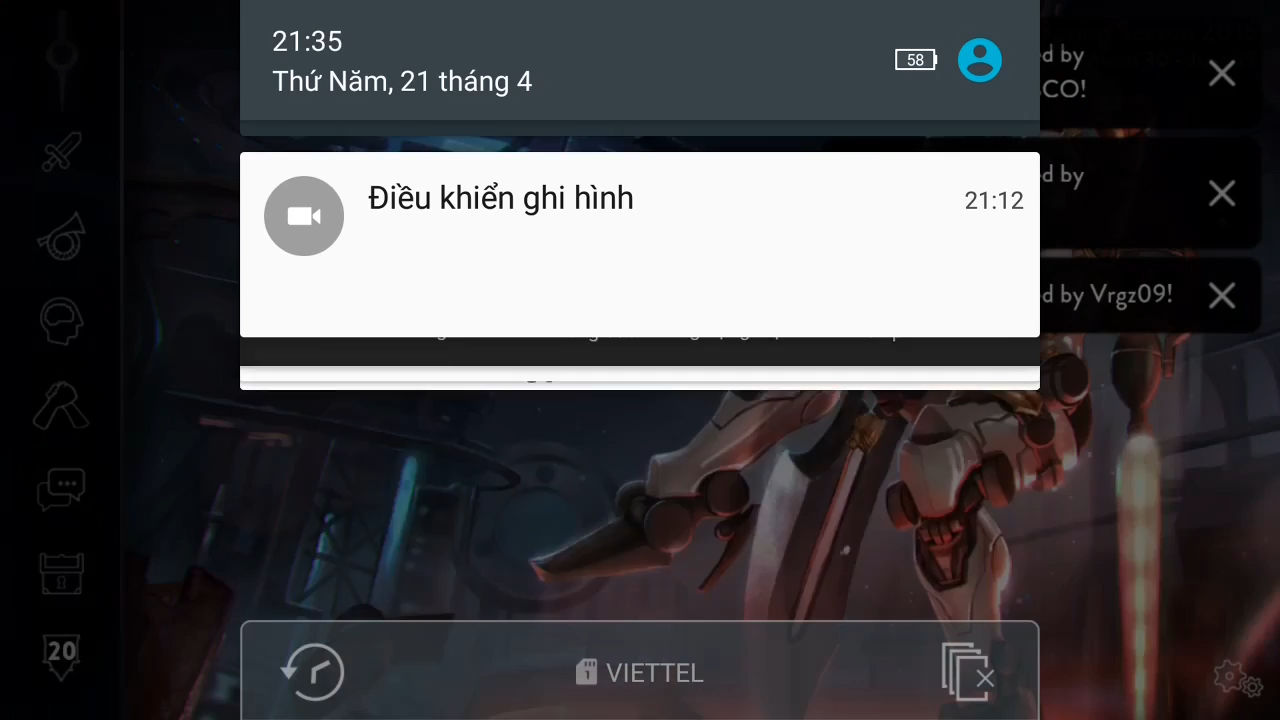 21:35
58
Thứ Năm, 21 tháng 4
d by
CO!
Điều khiển ghi hình
21:12
d by
d by Vrgz09!
20
1
VIETTEL